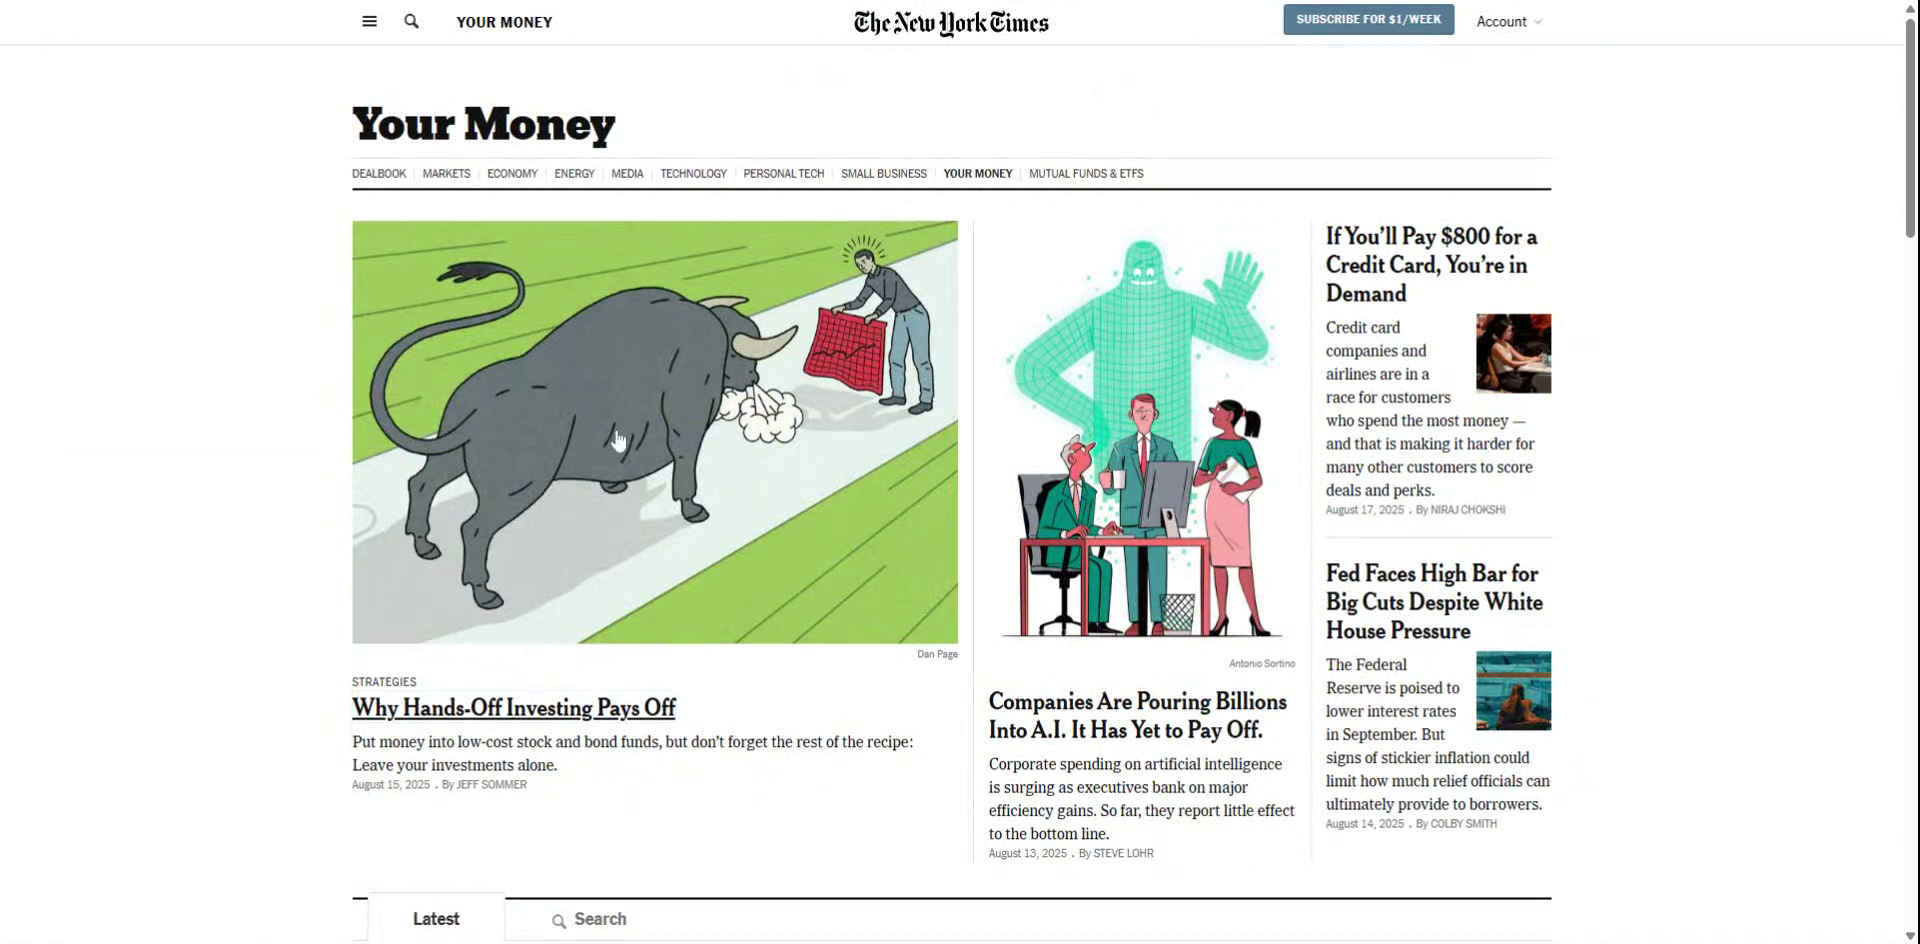 YOUR MONEY
The New York Times
SUBSCRIBE FOR $1/WEEK
Account
Your Money
DEALBOOK
MARKETS
ECONOMY
ENERGY
MEDIA
TECHNOLOGY
PERSONAL TECH
SMALL BUSINESS
YOUR MONEY
MUTUAL FUNDS & ETFS
Dan Page
STRATEGIES
Why Hands-Off Investing Pays Off
Put money into low-cost stock and bond funds, but don’t forget the rest of the recipe:
Leave your investments alone.
August 15, 2025 . By JEFF SOMMER
Antonio Sortino
Companies Are Pouring Billions
Into A.I. It Has Yet to Pay Off.
Corporate spending on artificial intelligence
is surging as executives bank on major
efficiency gains. So far, they report little effect
to the bottom line.
August 13, 2025 . By STEVE LOHR
If You’ll Pay $800 for a
Credit Card, You’re in
Demand
Credit card
companies and
airlines are in a
race for customers
who spend the most money —
and that is making it harder for
many other customers to score
deals and perks.
August 17, 2025 . By NIRAJ CHOKSHI
Fed Faces High Bar for
Big Cuts Despite White
House Pressure
The Federal
Reserve is poised to
lower interest rates
in September. But
signs of stickier inflation could
limit how much relief officials can
ultimately provide to borrowers.
August 14, 2025 . By COLBY SMITH
Latest
Search